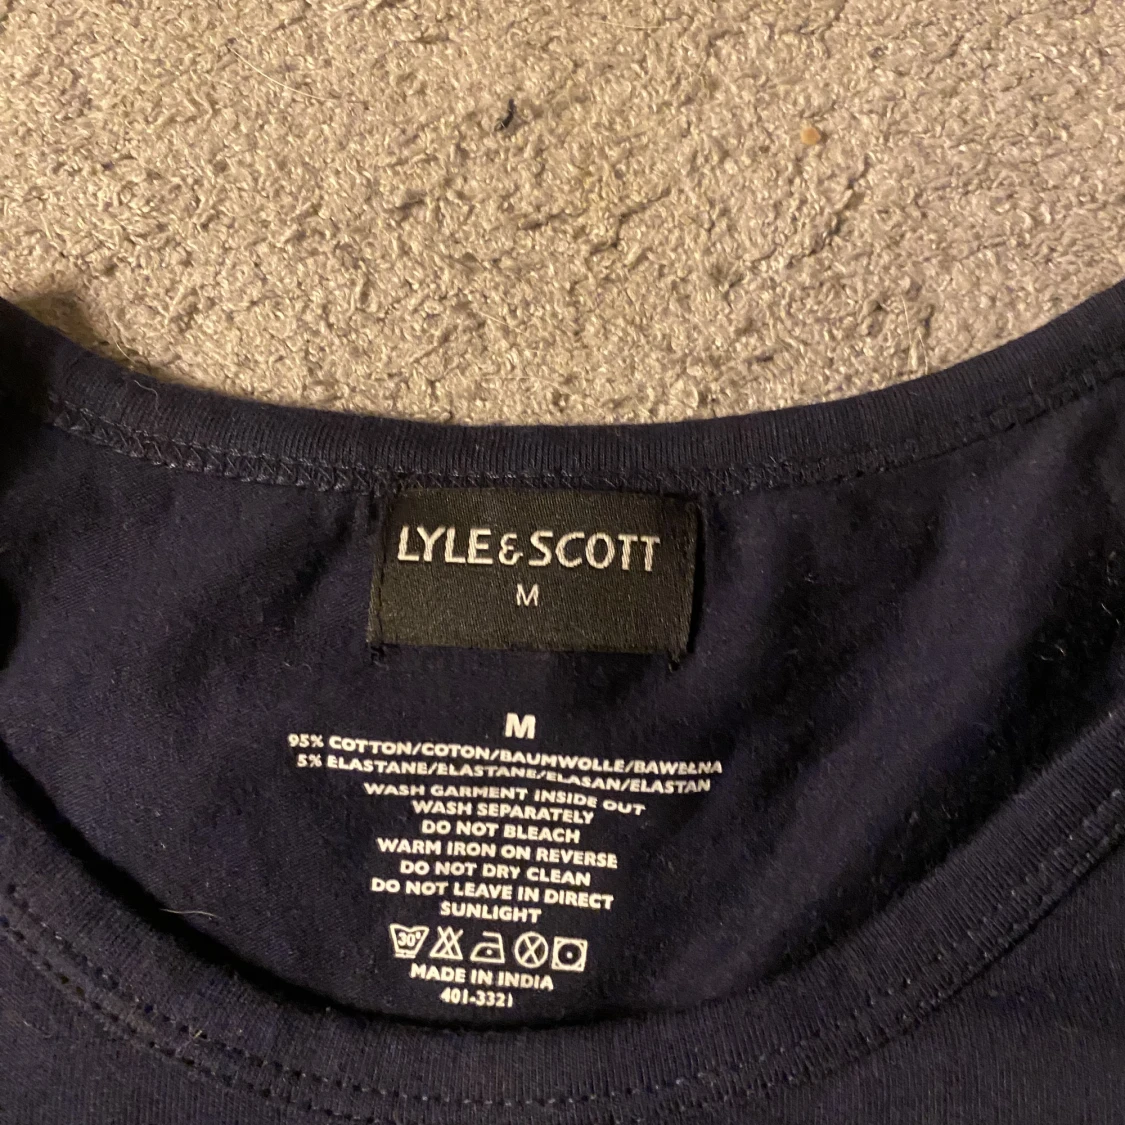 LYLE & SCOTT
M
M
95% COTTON/COTON/BAUMWOLLE/BAWEŁNA
5% ELASTANE/ELASTANE/ELASAN/ELASTAN
WASH GARMENT INSIDE OUT
WASH SEPARATELY
DO NOT BLEACH
WARM IRON ON REVERSE
DO NOT DRY CLEAN
DO NOT LEAVE IN DIRECT
SUNLIGHT
30°
MADE IN INDIA
401-3321